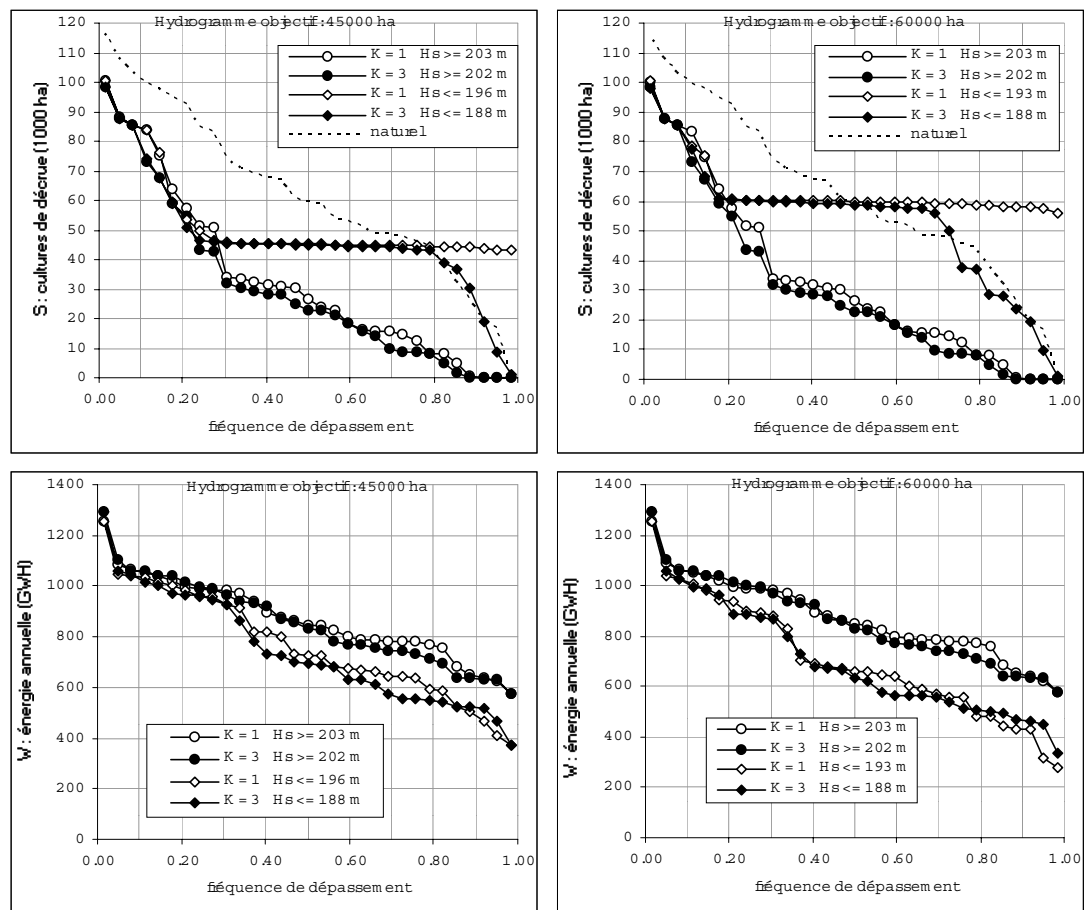 Hydrogramme objectif: 45000 ha
S : cultures de décrue (1000 ha)
120
110
100
90
80
70
60
50
40
30
20
10
0
K = 1 Hs >= 203 m
K = 3 Hs >= 202 m
K = 1 Hs <= 196 m
K = 3 Hs <= 188 m
naturel
0.00 0.20 0.40 0.60 0.80 1.00
fréquence de dépassement
Hydrogramme objectif: 60000 ha
S : cultures de décrue (1000 ha)
120
110
100
90
80
70
60
50
40
30
20
10
0
K = 1 Hs >= 203 m
K = 3 Hs >= 202 m
K = 1 Hs <= 193 m
K = 3 Hs <= 188 m
naturel
0.00 0.20 0.40 0.60 0.80 1.00
fréquence de dépassement
Hydrogramme objectif: 45000 ha
W : énergie annuelle (GWH)
1400
1200
1000
800
600
400
200
0
K = 1 Hs >= 203 m
K = 3 Hs >= 202 m
K = 1 Hs <= 196 m
K = 3 Hs <= 188 m
0.00 0.20 0.40 0.60 0.80 1.00
fréquence de dépassement
Hydrogramme objectif: 60000 ha
W : énergie annuelle (GWH)
1400
1200
1000
800
600
400
200
0
K = 1 Hs >= 203 m
K = 3 Hs >= 202 m
K = 1 Hs <= 193 m
K = 3 Hs <= 188 m
0.00 0.20 0.40 0.60 0.80 1.00
fréquence de dépassement